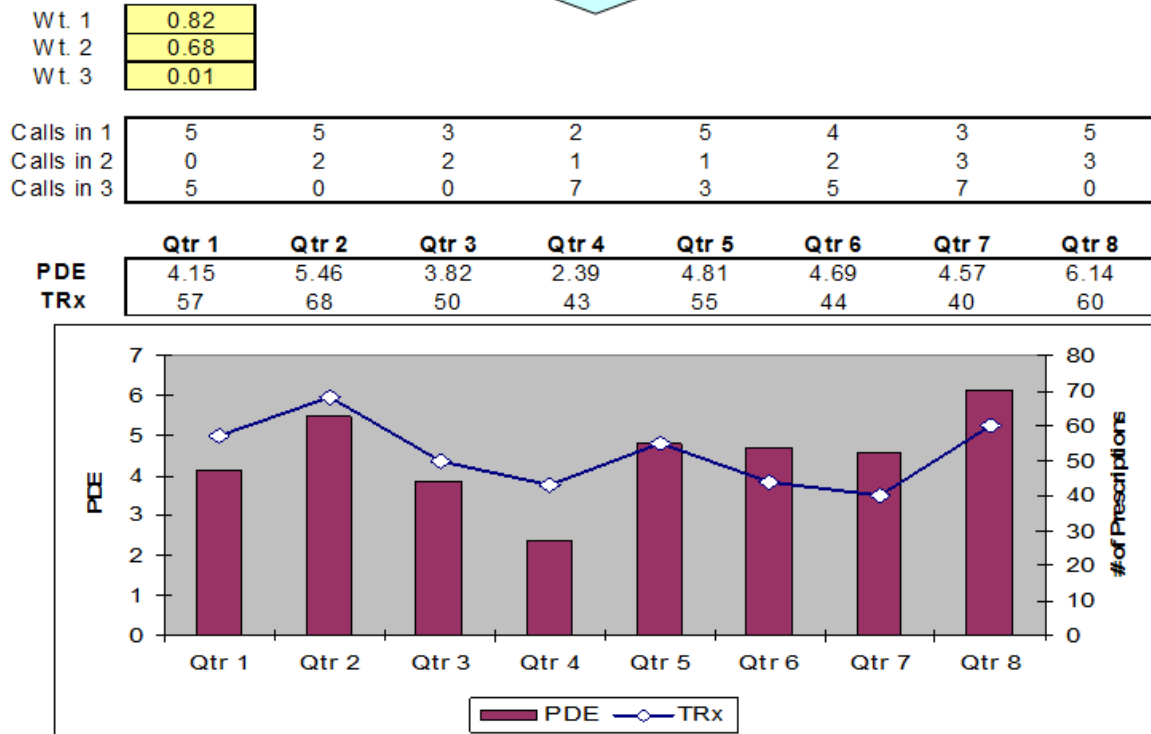 Wt. 1 0.82
Wt. 2 0.68
Wt. 3 0.01
Calls in 1 5 5 3 2 5 4 3 5
Calls in 2 0 2 2 1 1 2 3 3
Calls in 3 5 0 0 7 3 5 7 0
Qtr 1 Qtr 2 Qtr 3 Qtr 4 Qtr 5 Qtr 6 Qtr 7 Qtr 8
PDE 4.15 5.46 3.82 2.39 4.81 4.69 4.57 6.14
TRx 57 68 50 43 55 44 40 60
7 80
6 70
5 60
4 50
3 40
2 30
1 20
0 10
0
PDE
# of Prescriptions
Qtr 1 Qtr 2 Qtr 3 Qtr 4 Qtr 5 Qtr 6 Qtr 7 Qtr 8
PDE TRx